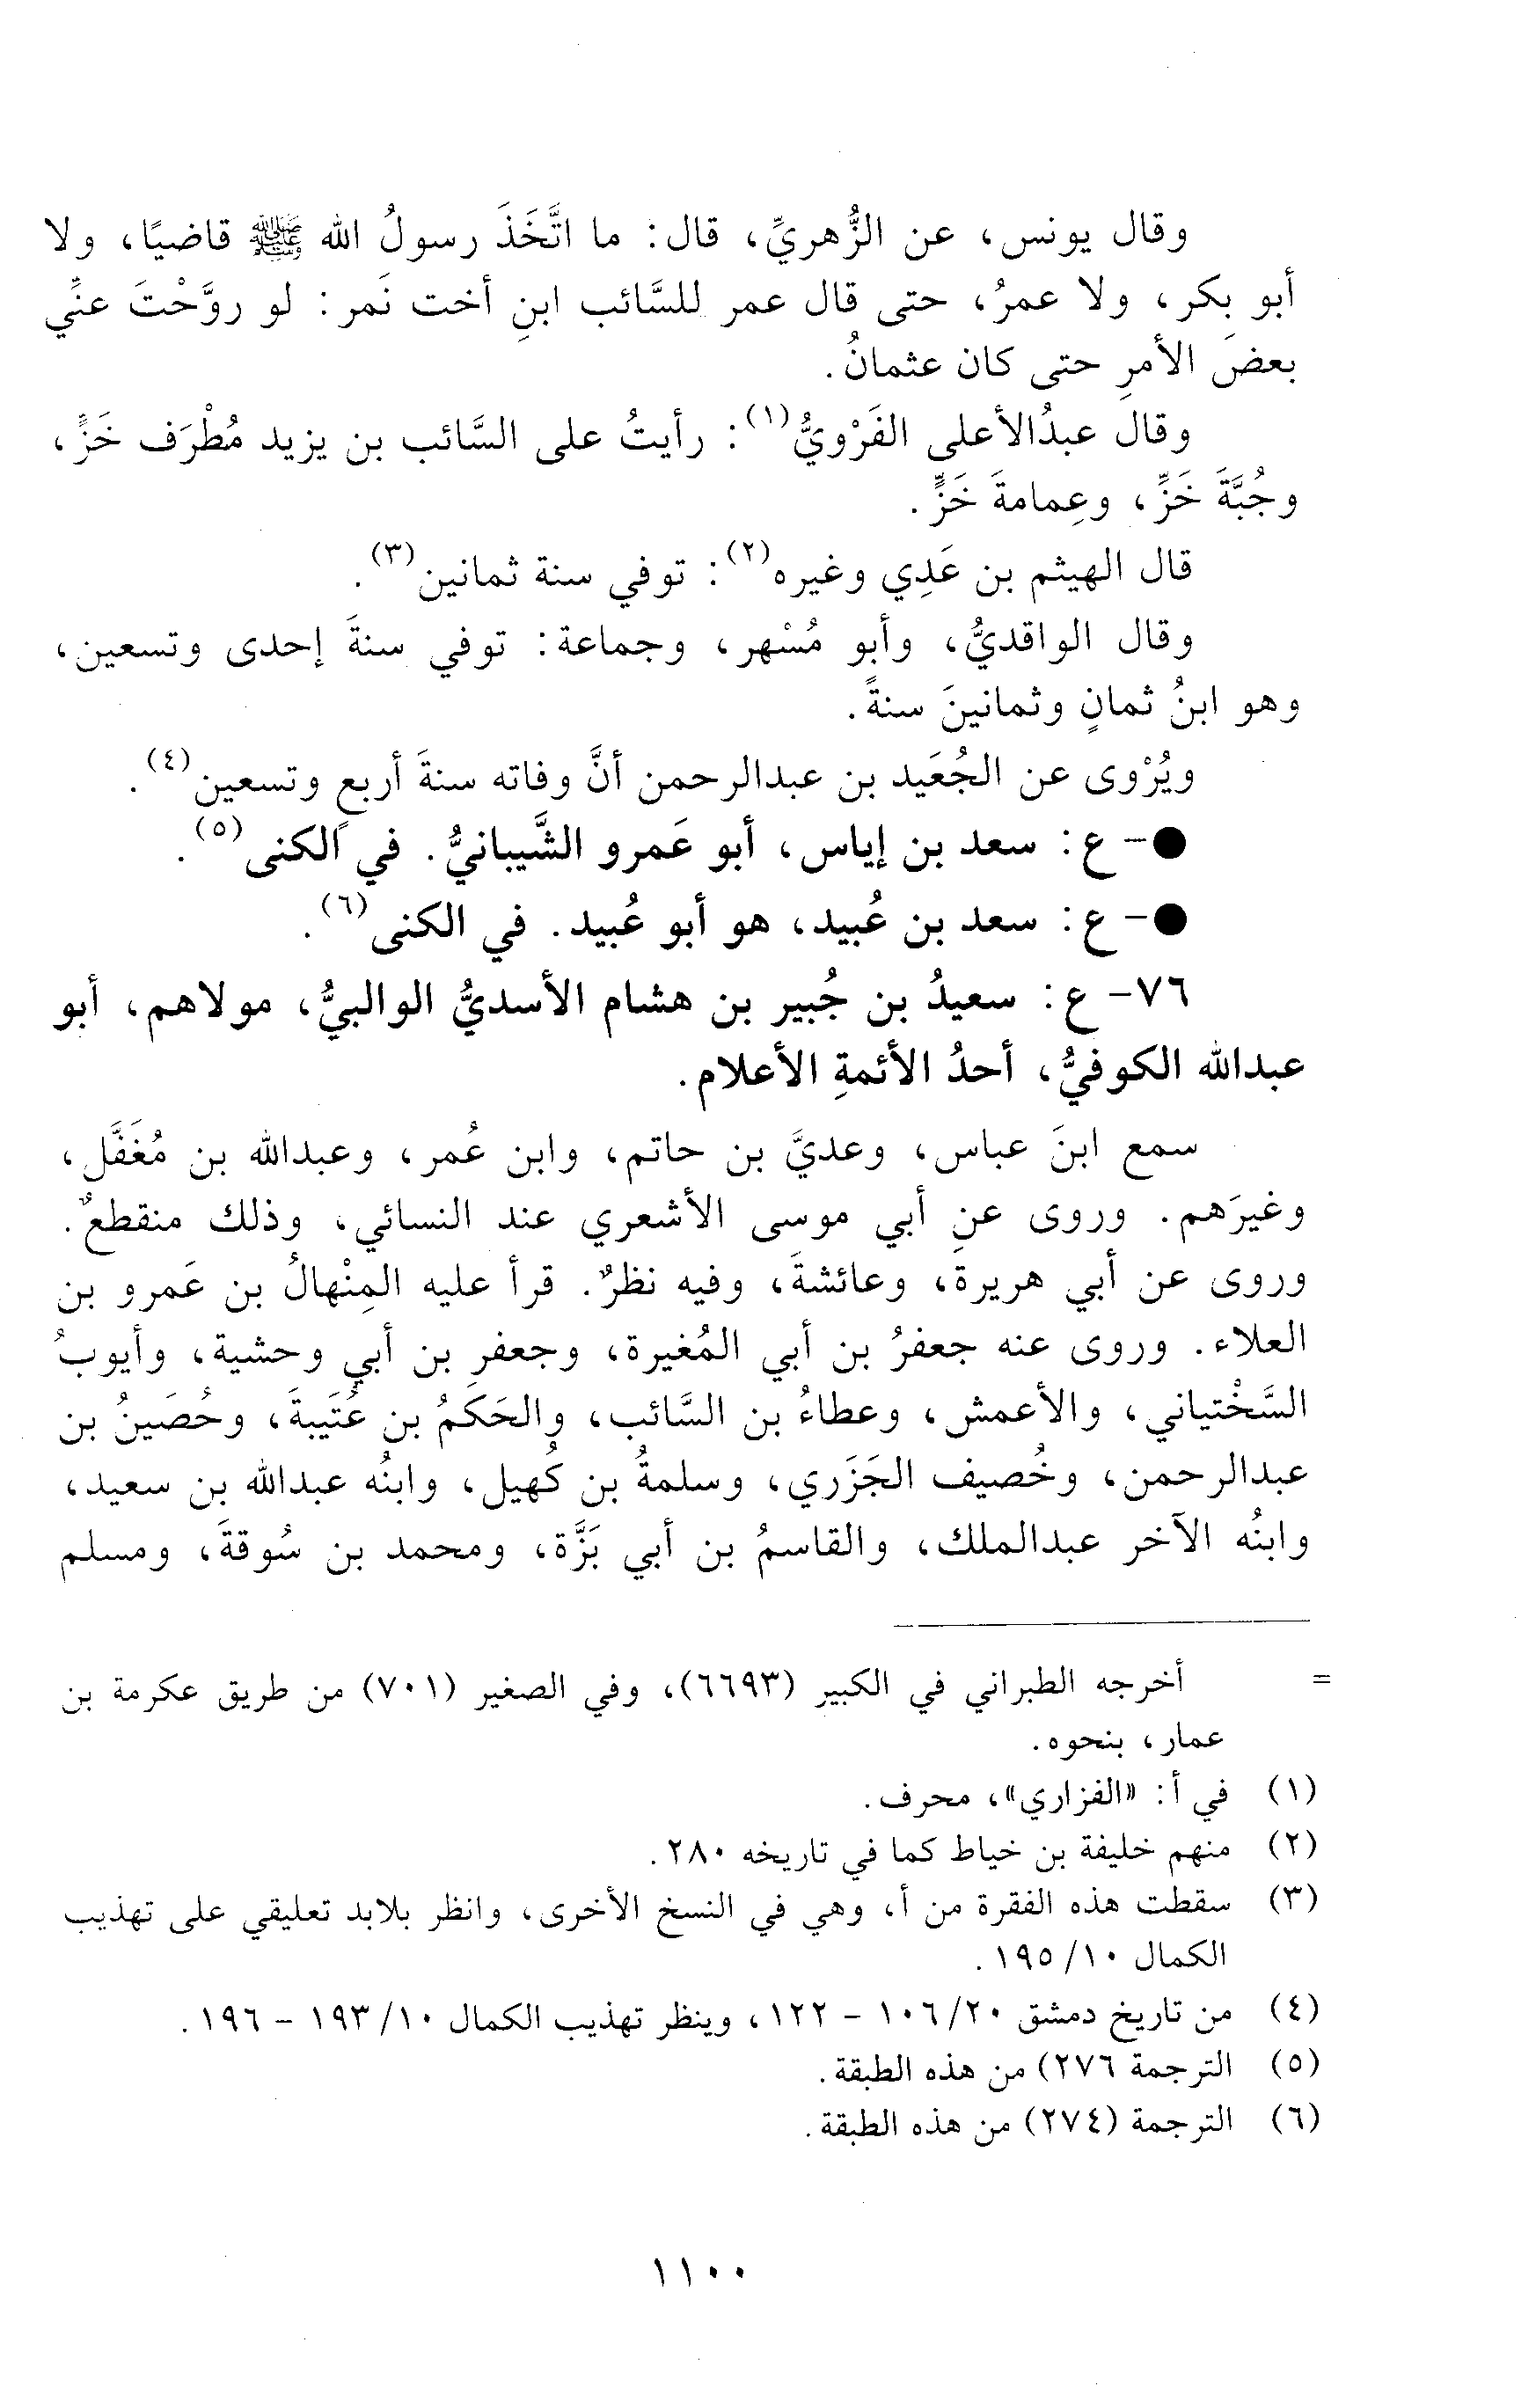 وقال يونس، عن الزُّهريِّ، قال: ما اتَّخَذَ رسولُ الله ﷺ قاضيًا، ولا
أبو بكر، ولا عمرُ، حتى قال عمر للسَّائب ابنِ أخت نَمر: لو روَّحْتَ عنِّي
بعضَ الأمرِ حتى كان عثمانُ.
وقال عبدُالأعلى الفَرْويُّ(١): رأيتُ على السَّائب بن يزيد مُطْرَف خَزٍّ،
وجُبَّةَ خَزٍّ، وعِمامةَ خَزٍّ.
قال الهيثم بن عَدِي وغيره(٢): توفي سنة ثمانين(٣).
وقال الواقديُّ، وأبو مُسْهر، وجماعة: توفي سنةَ إحدى وتسعين،
وهو ابنُ ثمانٍ وثمانينَ سنةً.
ويُرْوى عن الجُعَيد بن عبدالرحمن أنَّ وفاته سنةَ أربعٍ وتسعين(٤).
●- ع: سعد بن إياس، أبو عَمرو الشَّيبانيُّ. في الكنى(٥).
●- ع: سعد بن عُبيد، هو أبو عُبيد. في الكنى(٦).
٧٦- ع: سعيدُ بن جُبير بن هشام الأسديُّ الوالبيُّ، مولاهم، أبو
عبدالله الكوفيُّ، أحدُ الأئمةِ الأعلام.
سمع ابنَ عباس، وعديَّ بن حاتم، وابن عُمر، وعبدالله بن مُغَفَّل،
وغيرَهم. وروى عنِ أبي موسى الأشعري عند النسائي، وذلك منقطعٌ.
وروى عن أبي هريرة، وعائشةَ، وفيه نظرٌ. قرأ عليه المِنْهالُ بن عَمرو بن
العلاء. وروى عنه جعفرُ بن أبي المُغيرة، وجعفر بن أبي وحشية، وأيوبُ
السَّخْتياني، والأعمش، وعطاءُ بن السَّائب، والحَكَمُ بن عُتَيبةَ، وحُصَينُ بن
عبدالرحمن، وخُصيف الجَزَري، وسلمةُ بن كُهيل، وابنُه عبدالله بن سعيد،
وابنُه الآخر عبدالملك، والقاسمُ بن أبي بَزَّة، ومحمد بن سُوقةَ، ومسلم
= أخرجه الطبراني في الكبير (٦٦٩٣)، وفي الصغير (٧٠١) من طريق عكرمة بن
عمار، بنحوه.
(١) في أ: «الفزاري»، محرف.
(٢) منهم خليفة بن خياط كما في تاريخه ٢٨٠.
(٣) سقطت هذه الفقرة من أ، وهي في النسخ الأخرى، وانظر بلابد تعليقي على تهذيب
الكمال ١٠/ ١٩٥.
(٤) من تاريخ دمشق ٢٠/ ١٠٦ - ١٢٢، وينظر تهذيب الكمال ١٠/ ١٩٣ - ١٩٦.
(٥) الترجمة ٢٧٦) من هذه الطبقة.
(٦) الترجمة (٢٧٤) من هذه الطبقة.
١١٠٠